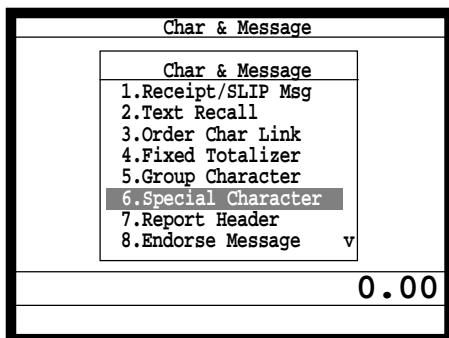 Char & Message
Char & Message
1.Receipt/SLIP Msg
2.Text Recall
3.Order Char Link
4.Fixed Totalizer
5.Group Character
6.Special Character
7.Report Header
8.Endorse Message v
0.00